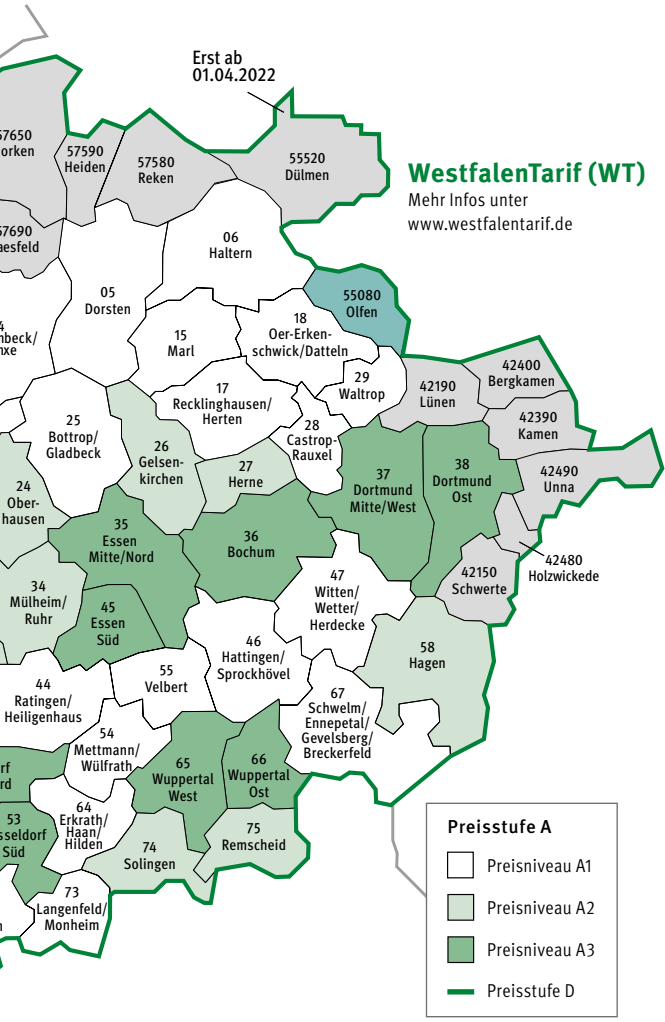 Erst ab
01.04.2022
57650
orken
57590
Heiden
57580
Reken
55520
Dülmen
WestfalenTarif (WT)
Mehr Infos unter
www.westfalentarif.de
57690
aesfeld
06
Haltern
05
Dorsten
55080
Olfen
4
nbeck/
nxe
15
Marl
18
Oer-Erken-
schwick/Datteln
29
Waltrop
42190
Lünen
42400
Bergkamen
42390
Kamen
42490
Unna
17
Recklinghausen/
Herten
28
Castrop-
Rauxel
25
Bottrop/
Gladbeck
26
Gelsen-
kirchen
27
Herne
37
Dortmund
Mitte/West
38
Dortmund
Ost
24
Ober-
hausen
35
Essen
Mitte/Nord
36
Bochum
42480
Holzwickede
42150
Schwerte
34
Mülheim/
Ruhr
45
Essen
Süd
47
Witten/
Wetter/
Herdecke
46
Hattingen/
Sprockhövel
58
Hagen
44
Ratingen/
Heiligenhaus
55
Velbert
67
Schwelm/
Ennepetal/
Gevelsberg/
Breckerfeld
54
Mettmann/
Wülfrath
65
Wuppertal
West
66
Wuppertal
Ost
rf
rd
53
sseldorf
Süd
64
Erkrath/
Haan/
Hilden
74
Solingen
75
Remscheid
73
Langenfeld/
Monheim
Preisstufe A
Preisniveau A1
Preisniveau A2
Preisniveau A3
Preisstufe D